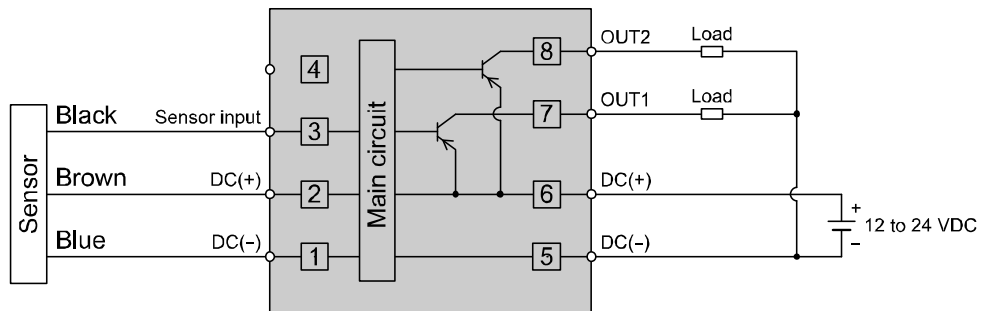 OUT2
Load
8
4
OUT1
Load
Black
Sensor input
3
7
Sensor
Main circuit
Brown
DC(+)
2
6
DC(+)
+
12 to 24 VDC
−
Blue
DC(−)
1
5
DC(−)